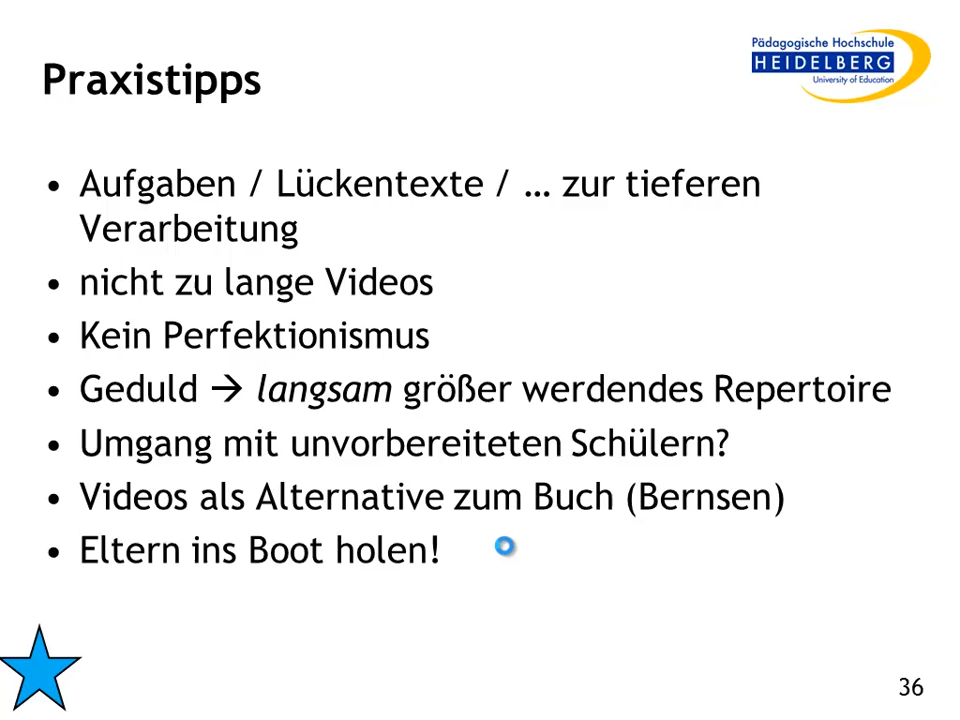 Pädagogische Hochschule
HEIDELBERG
University of Education
Praxistipps
• Aufgaben / Lückentexte / … zur tieferen
Verarbeitung
• nicht zu lange Videos
• Kein Perfektionismus
• Geduld → langsam größer werdendes Repertoire
• Umgang mit unvorbereiteten Schülern?
• Videos als Alternative zum Buch (Bernsen)
• Eltern ins Boot holen!
36